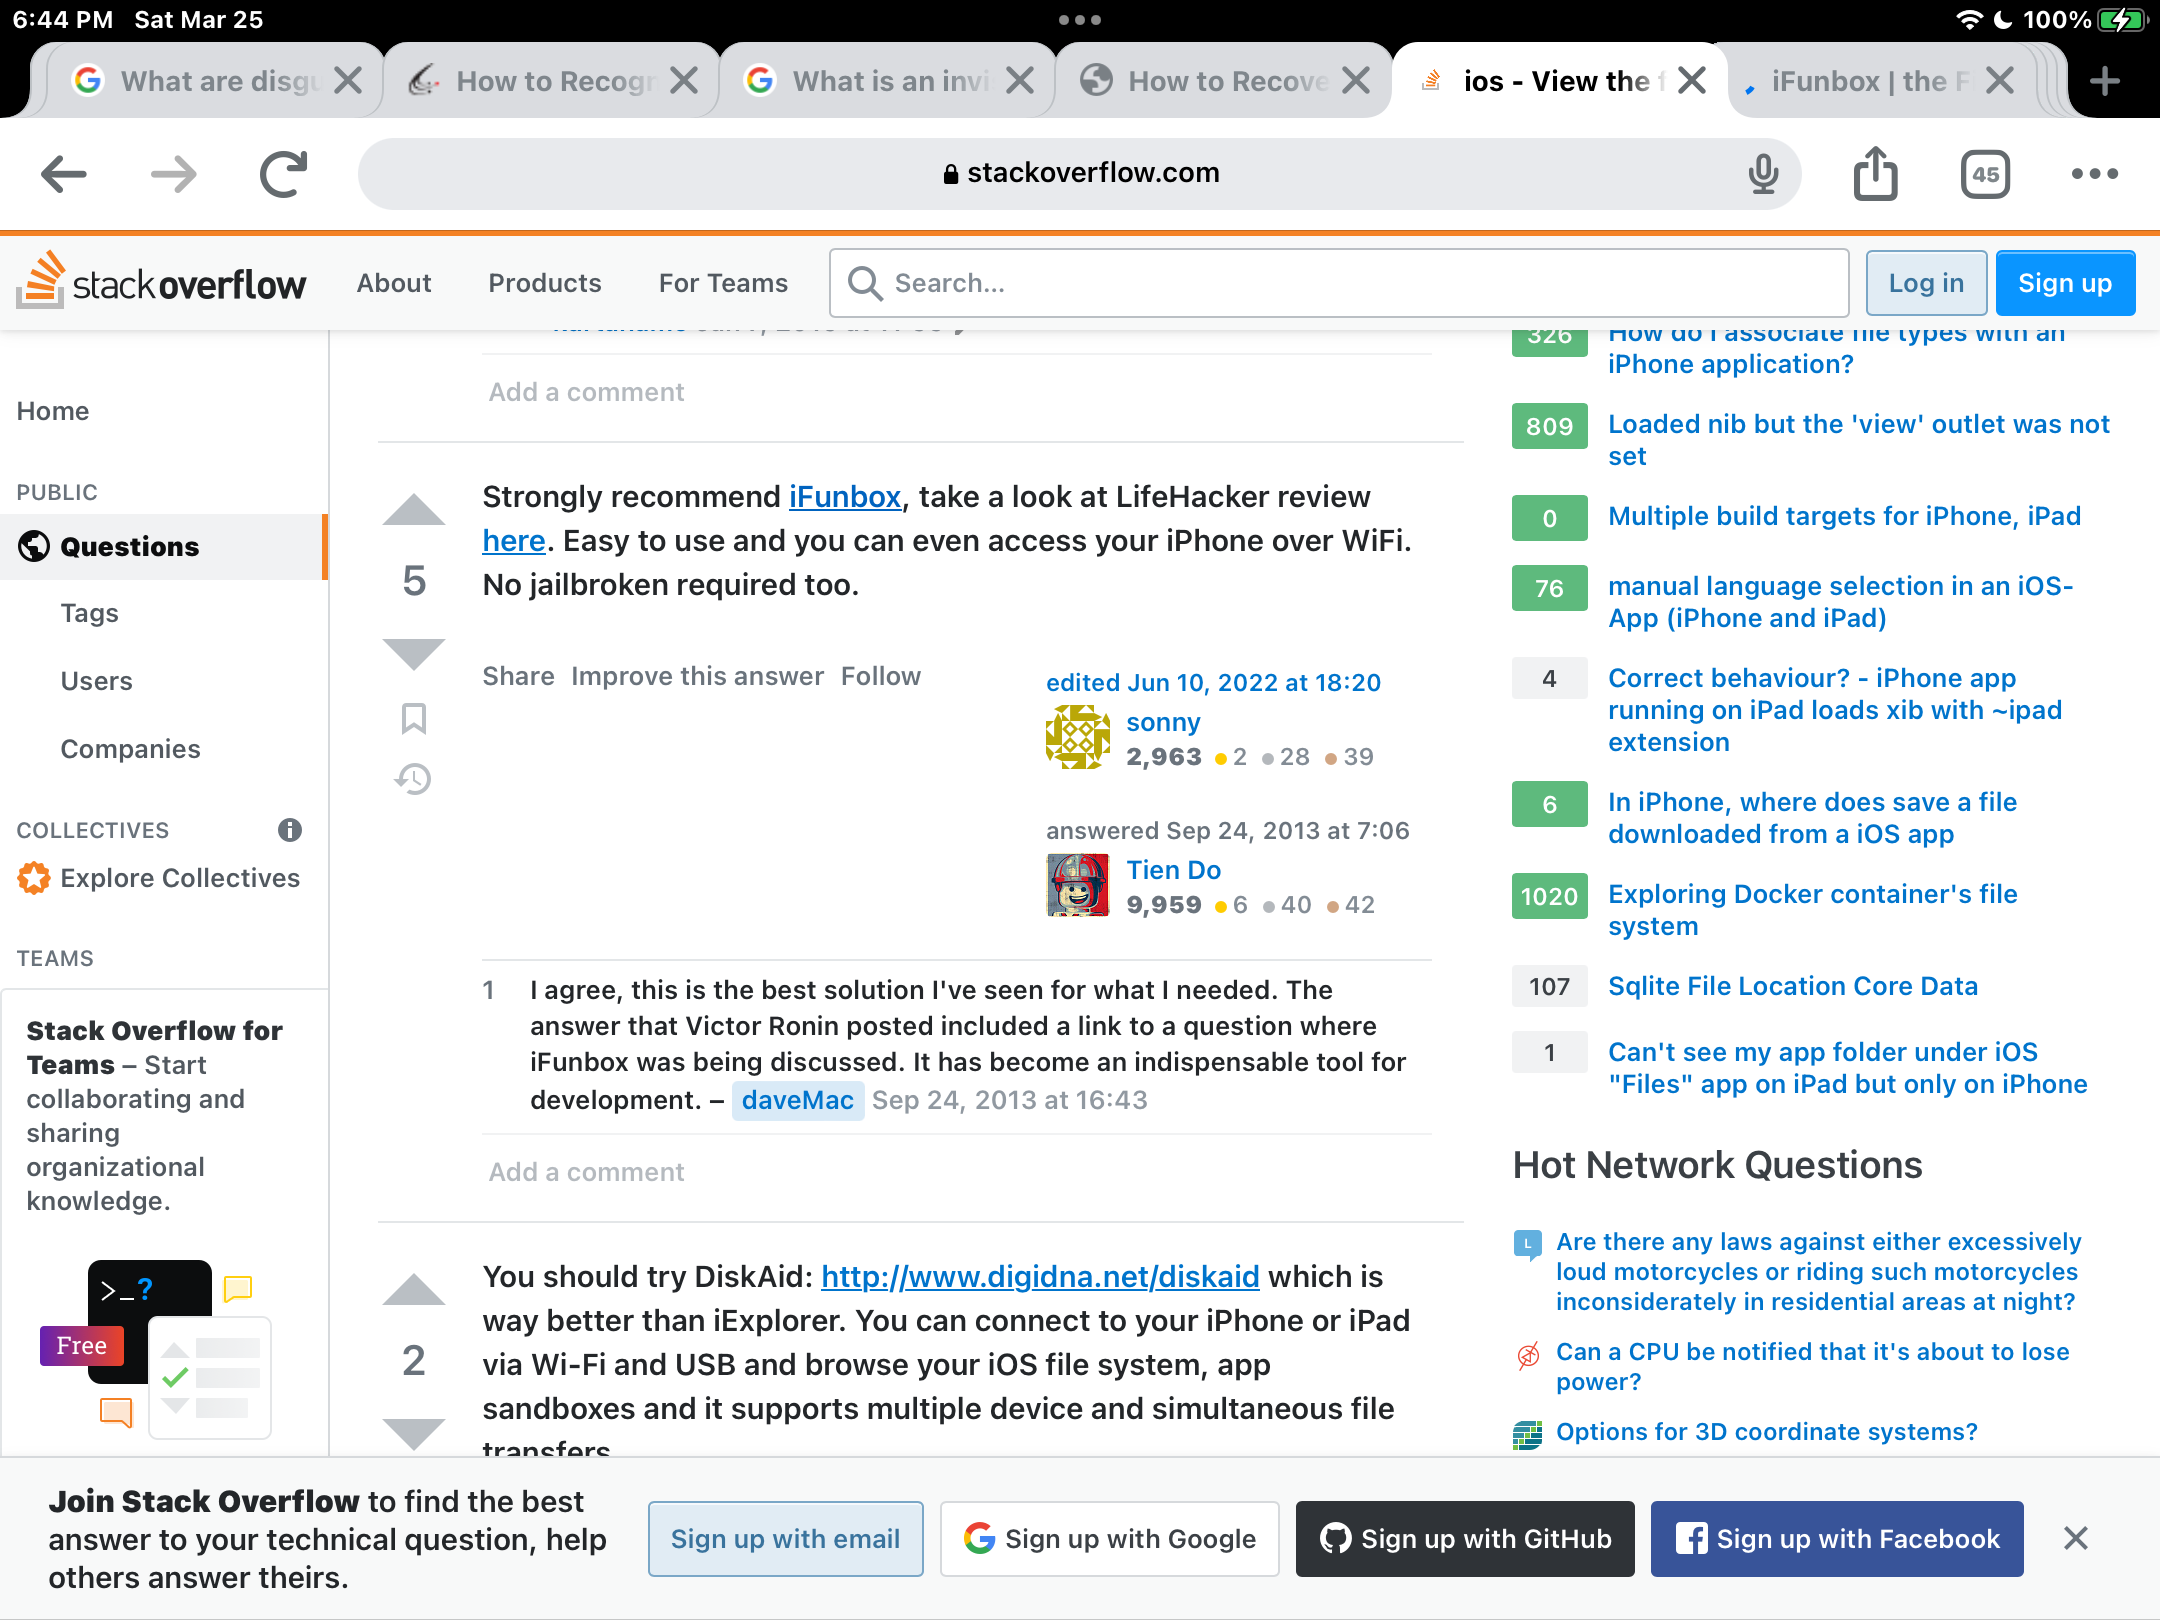 6:44 PM Sat Mar 25
100%
What are disgu
How to Recogn
What is an invi
How to Recove
ios - View the f
iFunbox | the F
stackoverflow.com
45
stackoverflow
About
Products
For Teams
Search...
Log in
Sign up
Home
PUBLIC
Questions
Tags
Users
Companies
COLLECTIVES
Explore Collectives
TEAMS
Stack Overflow for
Teams – Start
collaborating and
sharing
organizational
knowledge.
>_?
Free
Add a comment
5
Strongly recommend iFunbox, take a look at LifeHacker review
here. Easy to use and you can even access your iPhone over WiFi.
No jailbroken required too.
Share Improve this answer Follow
edited Jun 10, 2022 at 18:20
sonny
2,963 2 28 39
answered Sep 24, 2013 at 7:06
Tien Do
9,959 6 40 42
1 I agree, this is the best solution I've seen for what I needed. The
answer that Victor Ronin posted included a link to a question where
iFunbox was being discussed. It has become an indispensable tool for
development. – daveMac Sep 24, 2013 at 16:43
Add a comment
2
You should try DiskAid: http://www.digidna.net/diskaid which is
way better than iExplorer. You can connect to your iPhone or iPad
via Wi-Fi and USB and browse your iOS file system, app
sandboxes and it supports multiple device and simultaneous file
transfers
326 How do I associate file types with an
iPhone application?
809 Loaded nib but the 'view' outlet was not
set
0 Multiple build targets for iPhone, iPad
76 manual language selection in an iOS-
App (iPhone and iPad)
4 Correct behaviour? - iPhone app
running on iPad loads xib with ~ipad
extension
6 In iPhone, where does save a file
downloaded from a iOS app
1020 Exploring Docker container's file
system
107 Sqlite File Location Core Data
1 Can't see my app folder under iOS
"Files" app on iPad but only on iPhone
Hot Network Questions
L Are there any laws against either excessively
loud motorcycles or riding such motorcycles
inconsiderately in residential areas at night?
Can a CPU be notified that it's about to lose
power?
Options for 3D coordinate systems?
Join Stack Overflow to find the best
answer to your technical question, help
others answer theirs.
Sign up with email
Sign up with Google
Sign up with GitHub
Sign up with Facebook